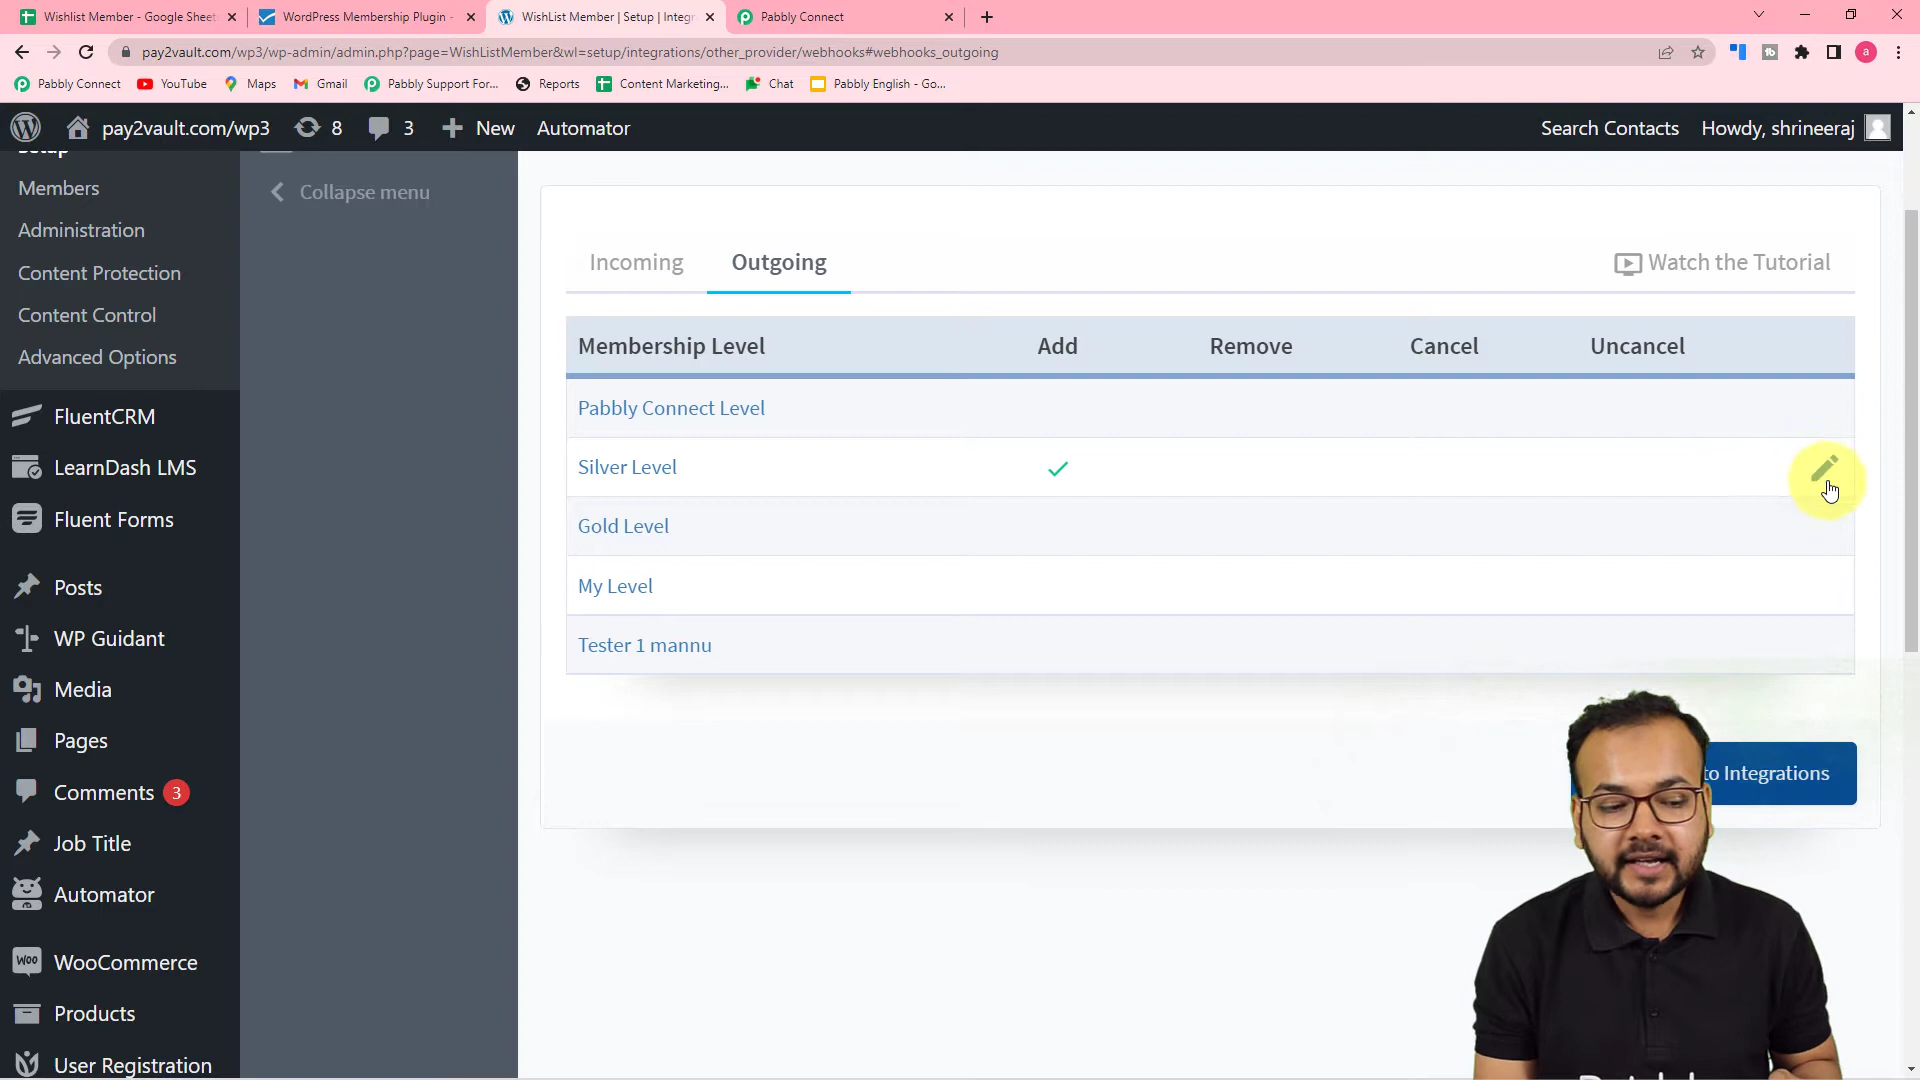 Wishlist Member - Google Sheet
WordPress Membership Plugin -
WishList Member | Setup | Integr
Pabbly Connect
pay2vault.com/wp3/wp-admin/admin.php?page=WishListMember&wl=setup/integrations/other_provider/webhooks#webhooks_outgoing
a
Pabbly Connect
YouTube
Maps
Gmail
Pabbly Support For...
Reports
Content Marketing...
Chat
Pabbly English - Go...
pay2vault.com/wp3
8
3
New
Automator
Search Contacts
Howdy, shrineeraj
Setup
Members
Administration
Content Protection
Content Control
Advanced Options
FluentCRM
LearnDash LMS
Fluent Forms
Posts
WP Guidant
Media
Pages
Comments 3
Job Title
Automator
WooCommerce
Products
User Registration
Collapse menu
Incoming
Outgoing
Watch the Tutorial
Membership Level Add Remove Cancel Uncancel
Pabbly Connect Level
Silver Level
Gold Level
My Level
Tester 1 mannu
to Integrations